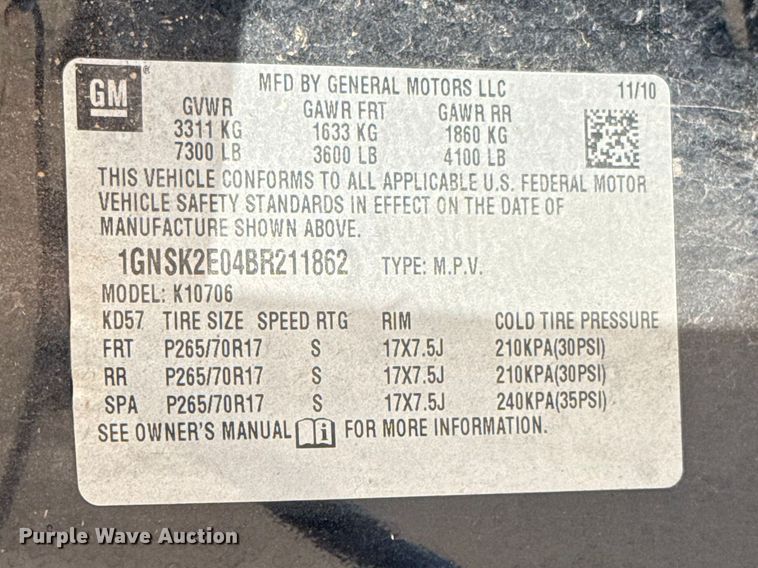 GM
MFD BY GENERAL MOTORS LLC 11/10
GVWR GAWR FRT GAWR RR
3311 KG 1633 KG 1860 KG
7300 LB 3600 LB 4100 LB
THIS VEHICLE CONFORMS TO ALL APPLICABLE U.S. FEDERAL MOTOR
VEHICLE SAFETY STANDARDS IN EFFECT ON THE DATE OF
MANUFACTURE SHOWN ABOVE.
1GNSK2E04BR211862 TYPE: M.P.V.
MODEL: K10706
KD57 TIRE SIZE SPEED RTG RIM COLD TIRE PRESSURE
FRT P265/70R17 S 17X7.5J 210KPA(30PSI)
RR P265/70R17 S 17X7.5J 210KPA(30PSI)
SPA P265/70R17 S 17X7.5J 240KPA(35PSI)
SEE OWNER'S MANUAL i FOR MORE INFORMATION.
Purple Wave Auction